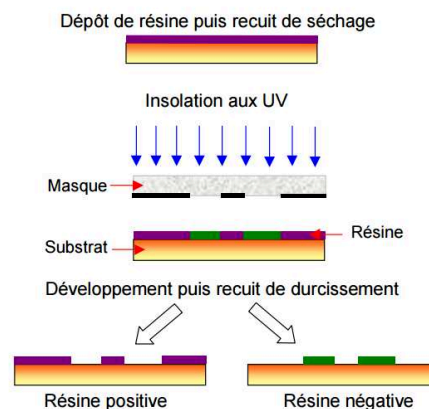 Dépôt de résine puis recuit de séchage
Insolation aux UV
Masque
Résine
Substrat
Développement puis recuit de durcissement
Résine positive
Résine négative